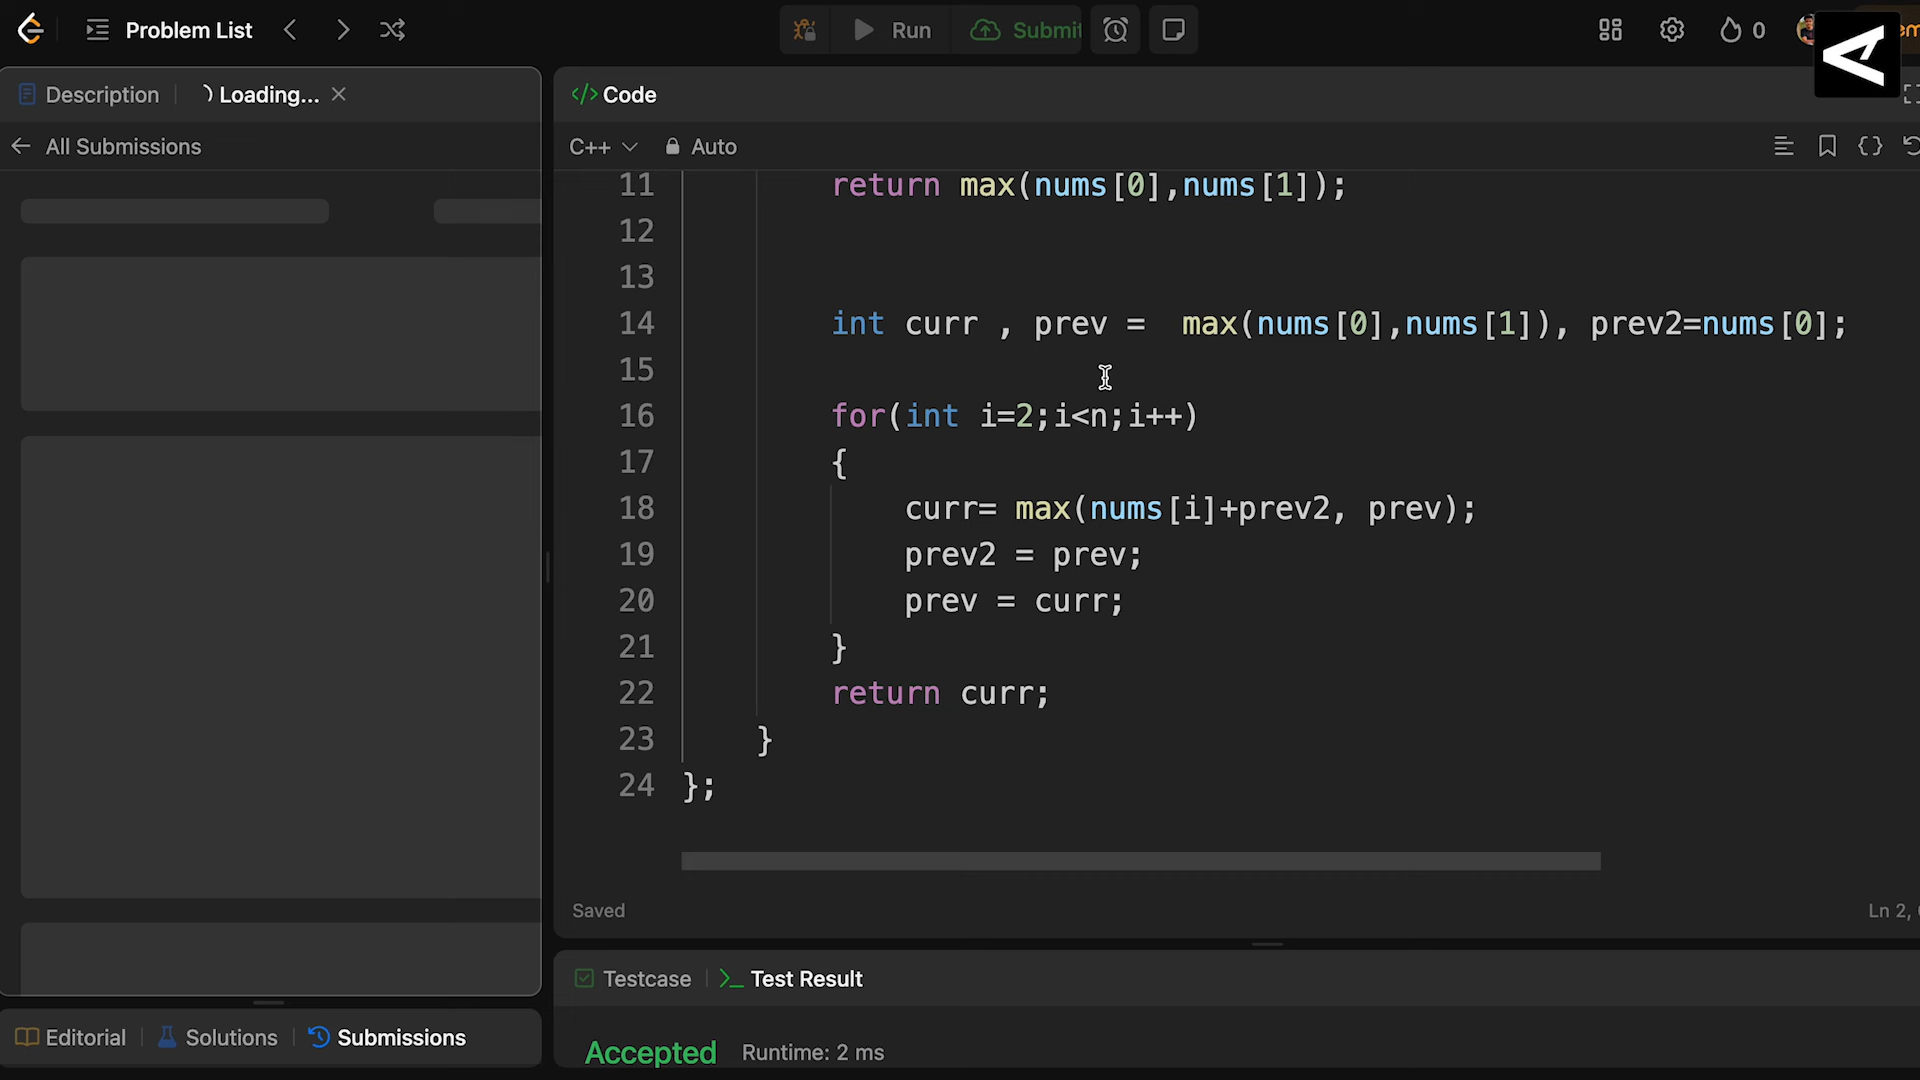 Problem List
Run
Submit
0
Description
Loading...
All Submissions
Code
C++
Auto
11 return max(nums[0],nums[1]);
12
13
14 int curr , prev =  max(nums[0],nums[1]), prev2=nums[0];
15
16 for(int i=2;i<n;i++)
17 {
18 curr= max(nums[i]+prev2, prev);
19 prev2 = prev;
20 prev = curr;
21 }
22 return curr;
23 }
24 };
Saved
Ln 2,
Testcase
Test Result
Editorial
Solutions
Submissions
Accepted
Runtime: 2 ms